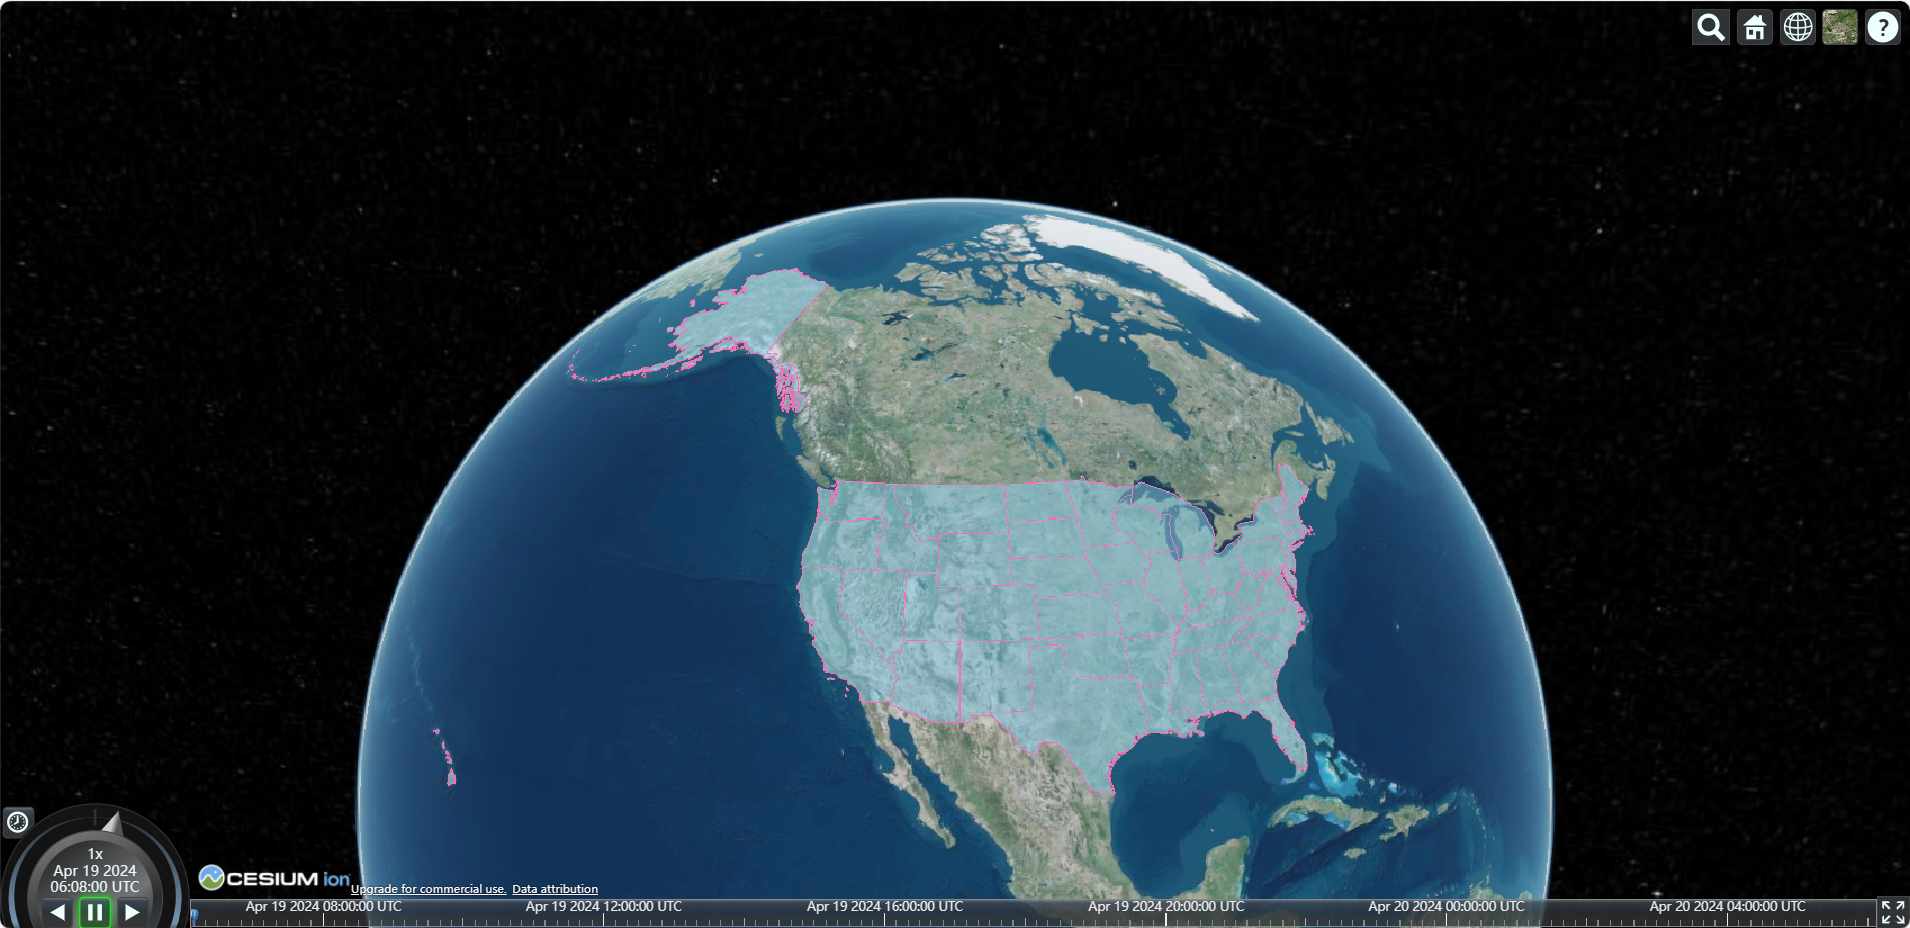 ?
1x
Apr 19 2024
06:08:00 UTC
CESIUM ion
Upgrade for commercial use. Data attribution
Apr 19 2024 08:00:00 UTC
Apr 19 2024 12:00:00 UTC
Apr 19 2024 16:00:00 UTC
Apr 19 2024 20:00:00 UTC
Apr 20 2024 00:00:00 UTC
Apr 20 2024 04:00:00 UTC